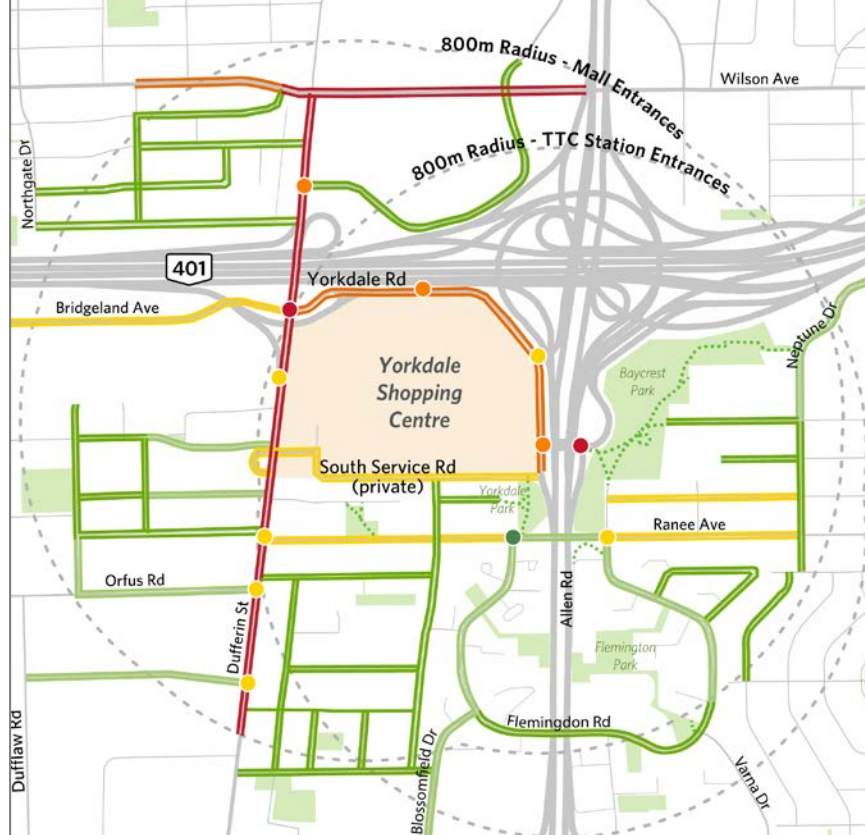 800m Radius - Mall Entrances
Wilson Ave
800m Radius - TTC Station Entrances
Northgate Dr
401
Yorkdale Rd
Bridgeland Ave
Neptune Dr
Yorkdale
Shopping
Centre
Baycrest
Park
South Service Rd
(private)
Yorkdale
Park
Ranee Ave
Orfus Rd
Allen Rd
Dufferin St
Flemington
Park
Flemingdon Rd
Dufflaw Rd
Blossomfield Dr
Varna Dr